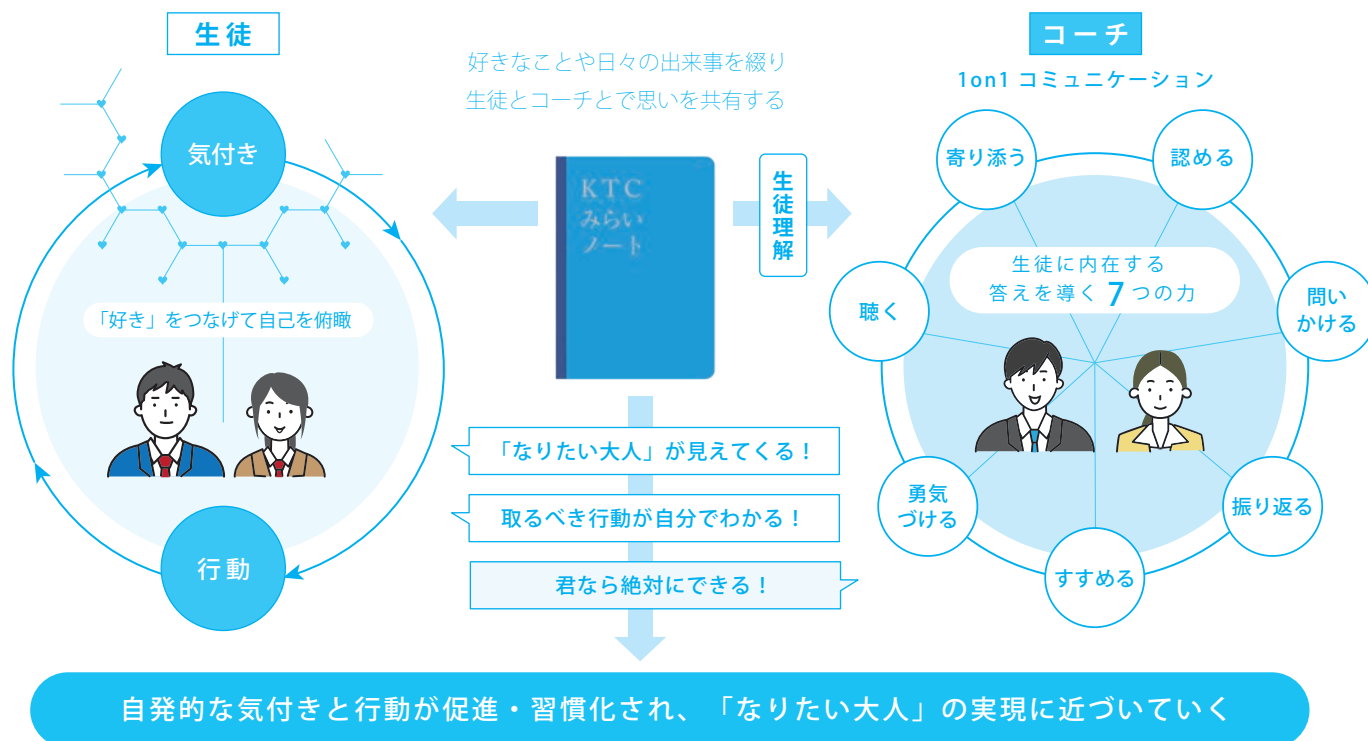 生徒
気付き
「好き」をつなげて自己を俯瞰
行動
好きなことや日々の出来事を綴り
生徒とコーチとで思いを共有する
KTC
みらい
ノート
生徒理解
コーチ
1on1 コミュニケーション
寄り添う
認める
聴く
問い
かける
生徒に内在する
答えを導く 7 つの力
勇気
づける
振り返る
すすめる
「なりたい大人」が見えてくる！
取るべき行動が自分でわかる！
君なら絶対にできる！
自発的な気付きと行動が促進・習慣化され、「なりたい大人」の実現に近づいていく